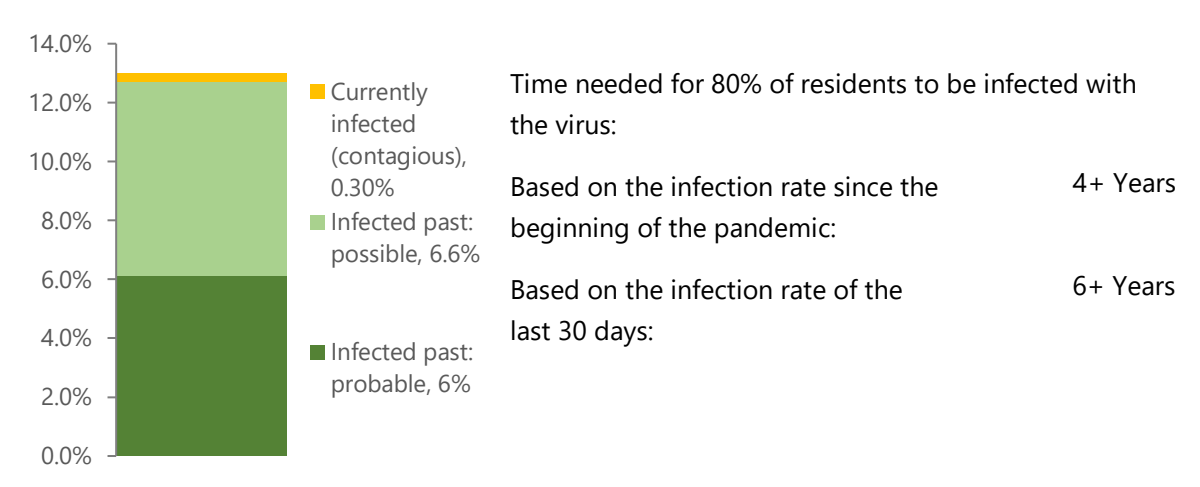 14.0%
12.0%
10.0%
8.0%
6.0%
4.0%
2.0%
0.0%
Currently
infected
(contagious),
0.30%
Infected past:
possible, 6.6%
Infected past:
probable, 6%
Time needed for 80% of residents to be infected with
the virus:
Based on the infection rate since the
beginning of the pandemic:
4+ Years
Based on the infection rate of the
last 30 days:
6+ Years